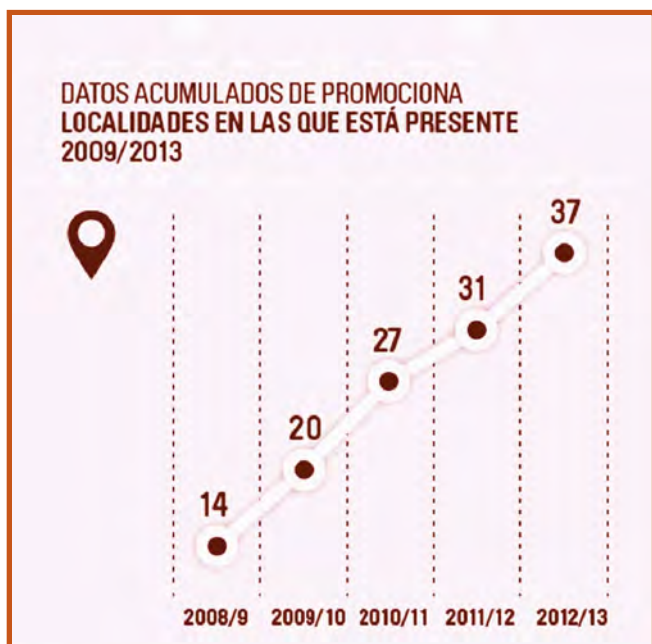 DATOS ACUMULADOS DE PROMOCIONA
LOCALIDADES EN LAS QUE ESTÁ PRESENTE
2009/2013
37
31
27
20
14
2008/9 2009/10 2010/11 2011/12 2012/13